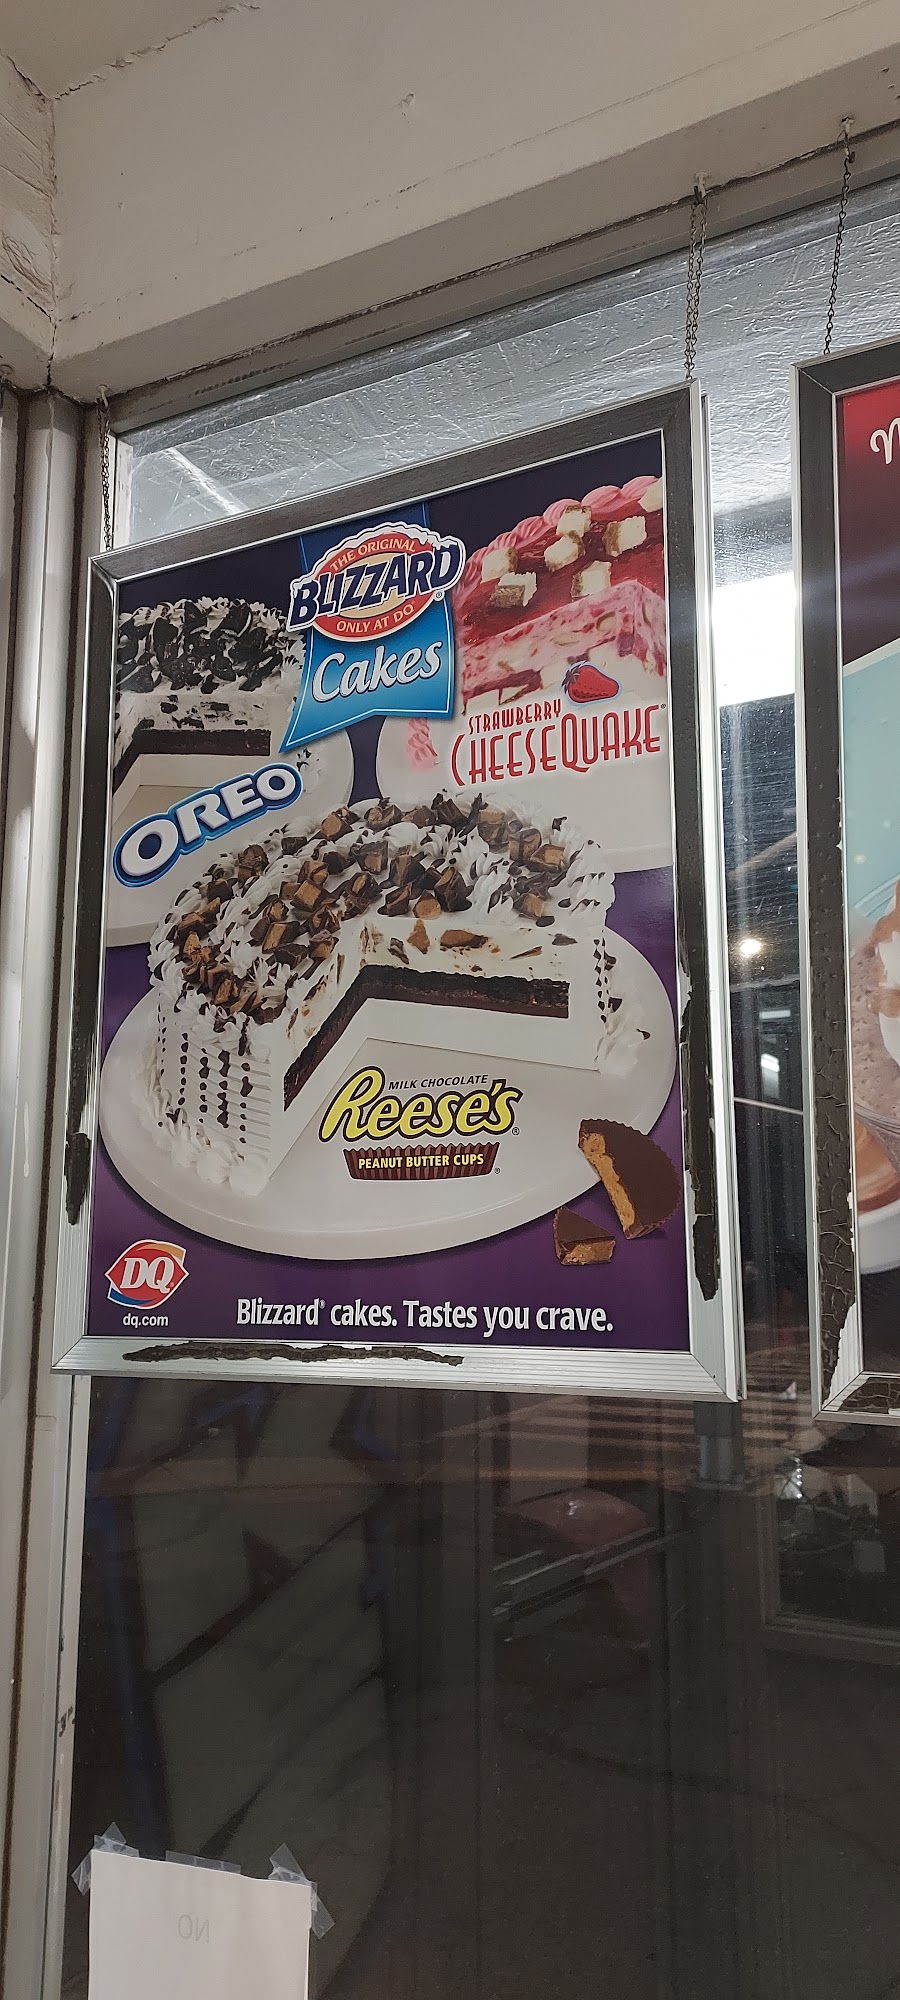 THE ORIGINAL
BLIZZARD®
ONLY AT DQ®
Cakes
OREO
STRAWBERRY
CHEESEQUAKE®
MILK CHOCOLATE
Reese's®
PEANUT BUTTER CUPS®
DQ®
dq.com
Blizzard® cakes. Tastes you crave.
NO